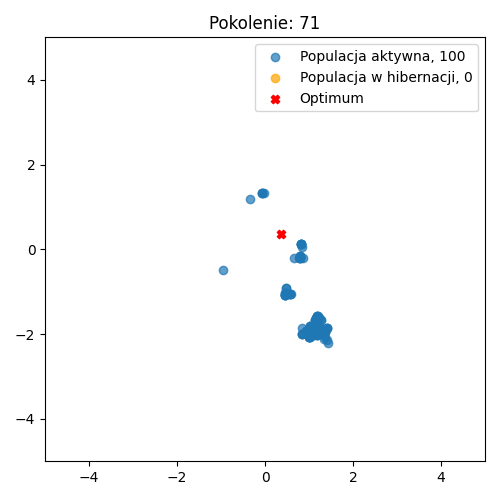 Pokolenie: 71
Populacja aktywna, 100
Populacja w hibernacji, 0
Optimum
4
2
0
−2
−4
−4 −2 0 2 4